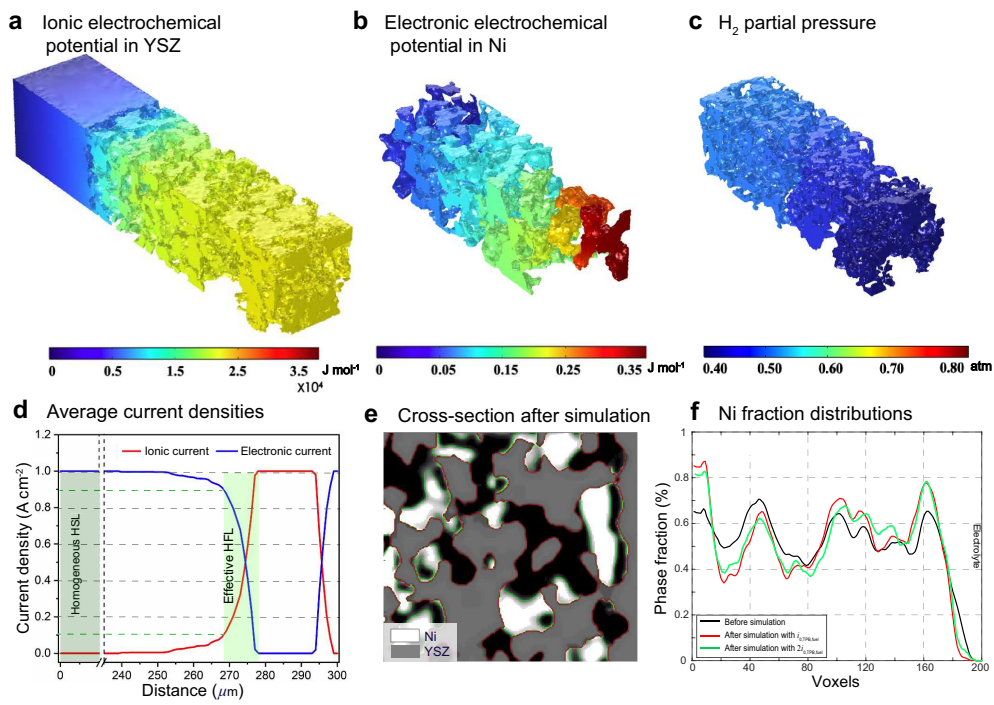 a Ionic electrochemical
potential in YSZ
b Electronic electrochemical
potential in Ni
c H₂ partial pressure
0 0.5 1.5 2.5 3.5 J mol⁻¹
x10⁴
0 0.05 0.15 0.25 0.35 J mol⁻¹
0.40 0.50 0.60 0.70 0.80 atm
d Average current densities
Current density (A cm⁻²)
1.2
1.0
0.8
0.6
0.4
0.2
0.0
Ionic current
Electronic current
Homogeneous HSL
Effective HFL
0 240 250 260 270 280 290 300
Distance (μm)
e Cross-section after simulation
Ni
YSZ
f Ni fraction distributions
Phase fraction (%)
1
0.8
0.6
0.4
0.2
0
Electrolyte
Before simulation
After simulation with i₀,TPB,fuel
After simulation with 2i₀,TPB,fuel
0 40 80 120 160 200
Voxels